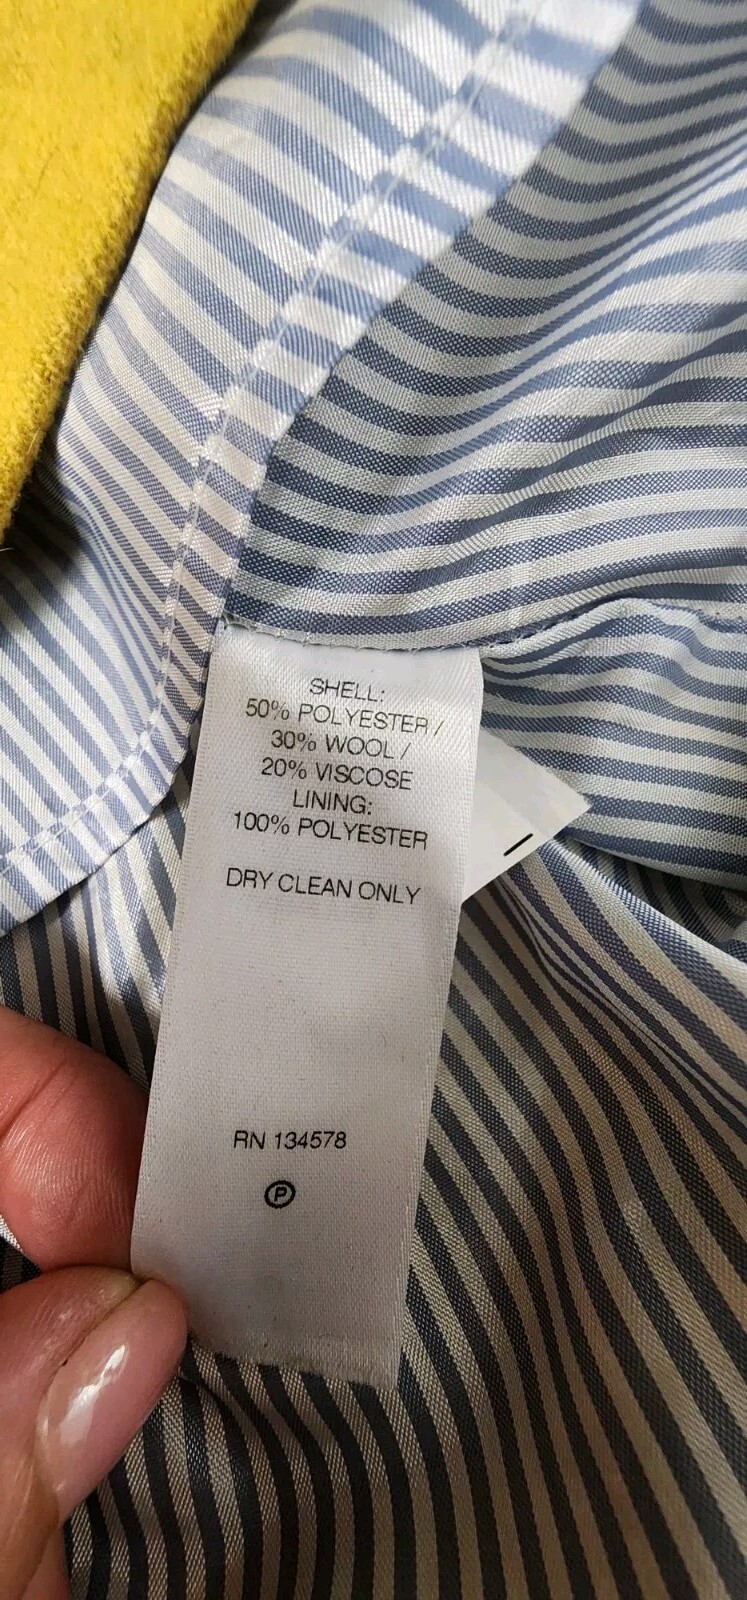 SHELL:
50% POLYESTER /
30% WOOL /
20% VISCOSE
LINING:
100% POLYESTER
DRY CLEAN ONLY
RN 134578
Ⓟ